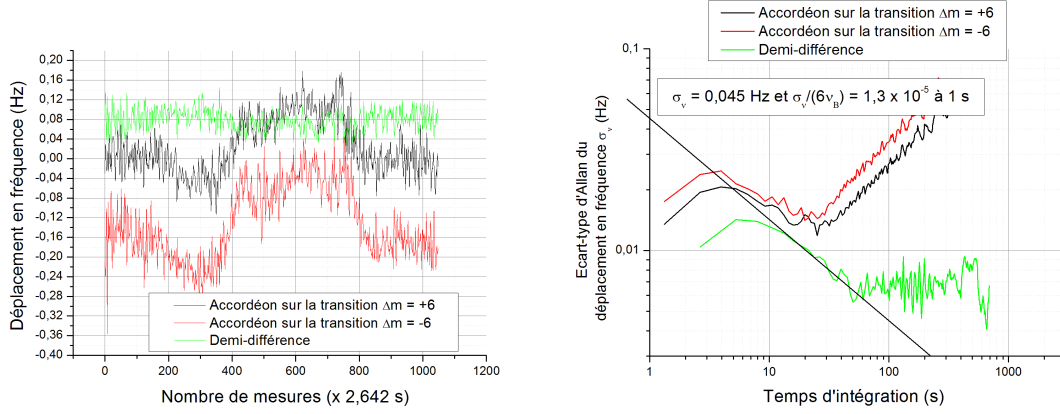 Déplacement en fréquence (Hz)
0,20
0,16
0,12
0,08
0,04
0,00
-0,04
-0,08
-0,12
-0,16
-0,20
-0,24
-0,28
-0,32
-0,36
-0,40
Accordéon sur la transition Δm = +6
Accordéon sur la transition Δm = -6
Demi-différence
0 200 400 600 800 1000 1200
Nombre de mesures (x 2,642 s)
Accordéon sur la transition Δm = +6
Accordéon sur la transition Δm = -6
Demi-différence
Ecart-type d'Allan du
déplacement en fréquence σᵥ (Hz)
0,1
0,01
σᵥ = 0,045 Hz et σᵥ/(6ν_B) = 1,3 x 10⁻⁵ à 1 s
1 10 100 1000
Temps d'intégration (s)